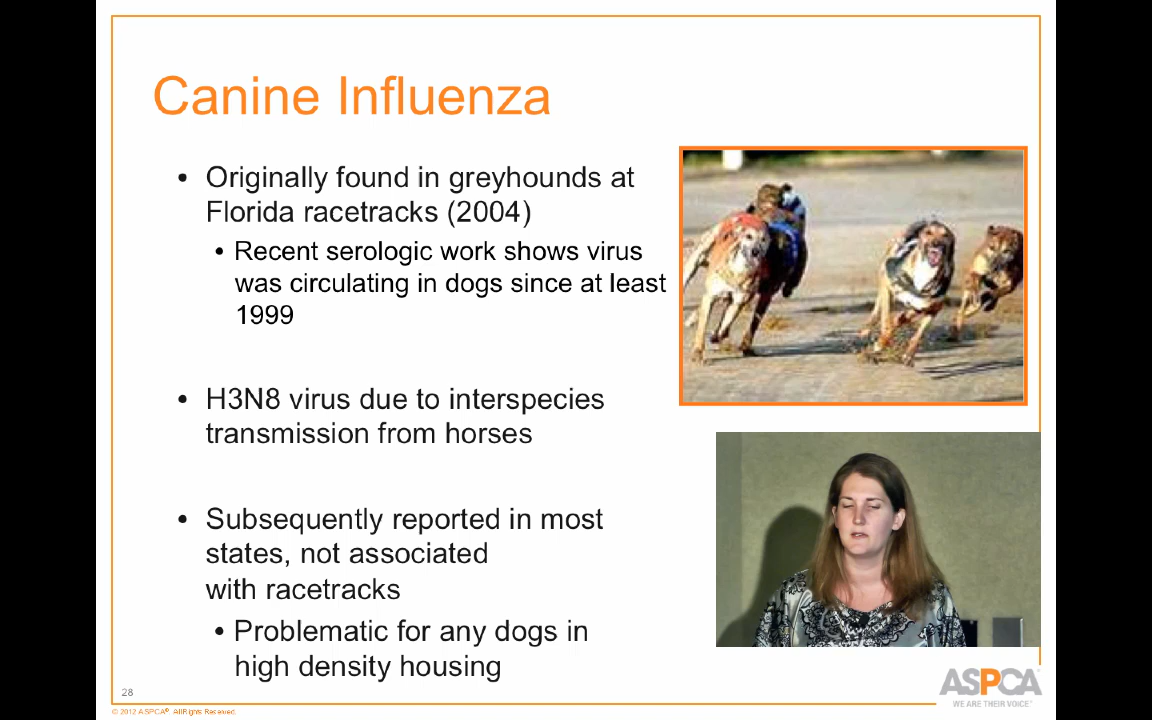 Canine Influenza
• Originally found in greyhounds at
Florida racetracks (2004)
• Recent serologic work shows virus
was circulating in dogs since at least
1999
• H3N8 virus due to interspecies
transmission from horses
• Subsequently reported in most
states, not associated
with racetracks
• Problematic for any dogs in
high density housing
28
© 2012 ASPCA®. All Rights Reserved.
ASPCA
WE ARE THEIR VOICE.®